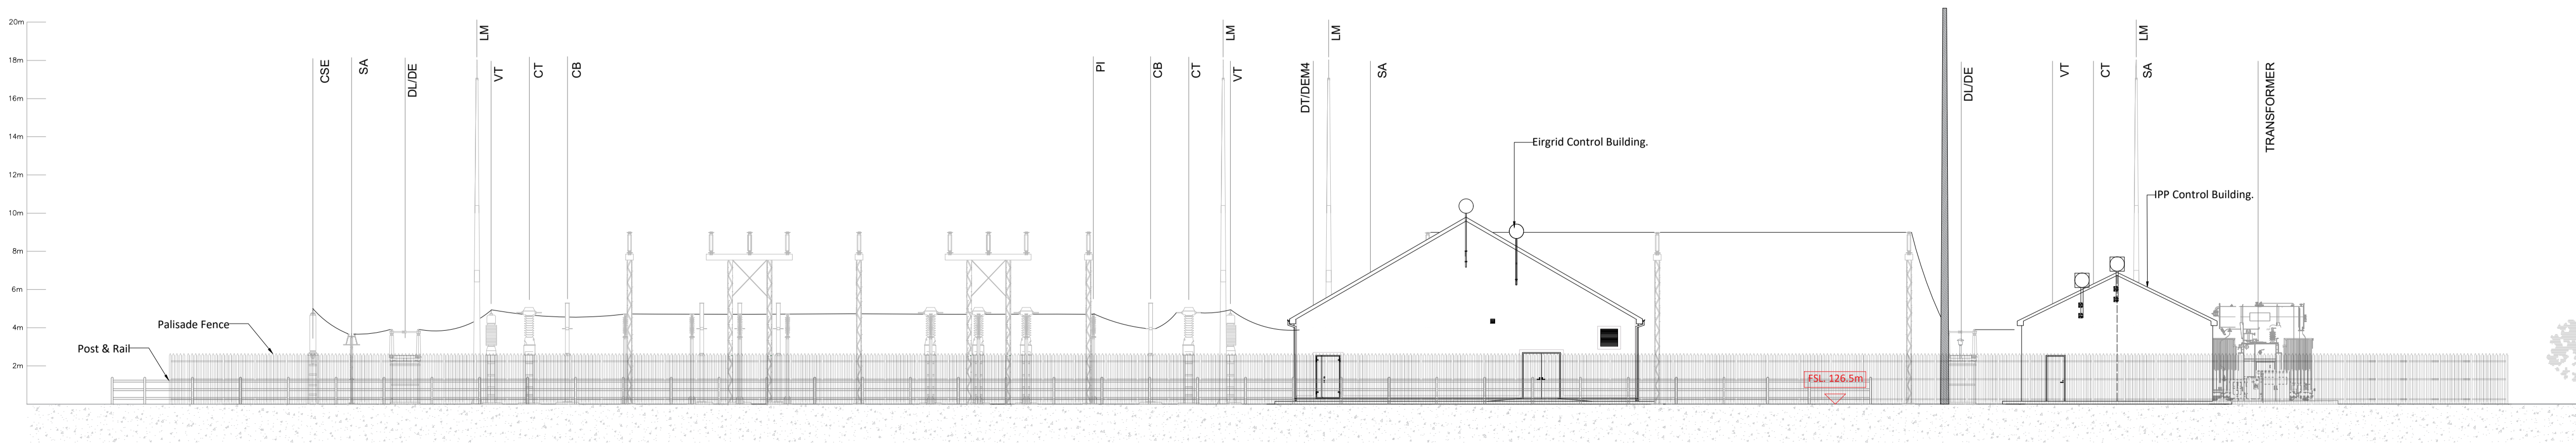 20m
18m
16m
14m
12m
10m
8m
6m
4m
2m
Post & Rail
Palisade Fence
CSE
SA
DL/DE
LM
VT
CT
CB
PI
CB
CT
LM
VT
DT/DEM4
LM
SA
Eirgrid Control Building.
FSL. 126.5m
DL/DE
VT
CT
LM
SA
IPP Control Building.
TRANSFORMER